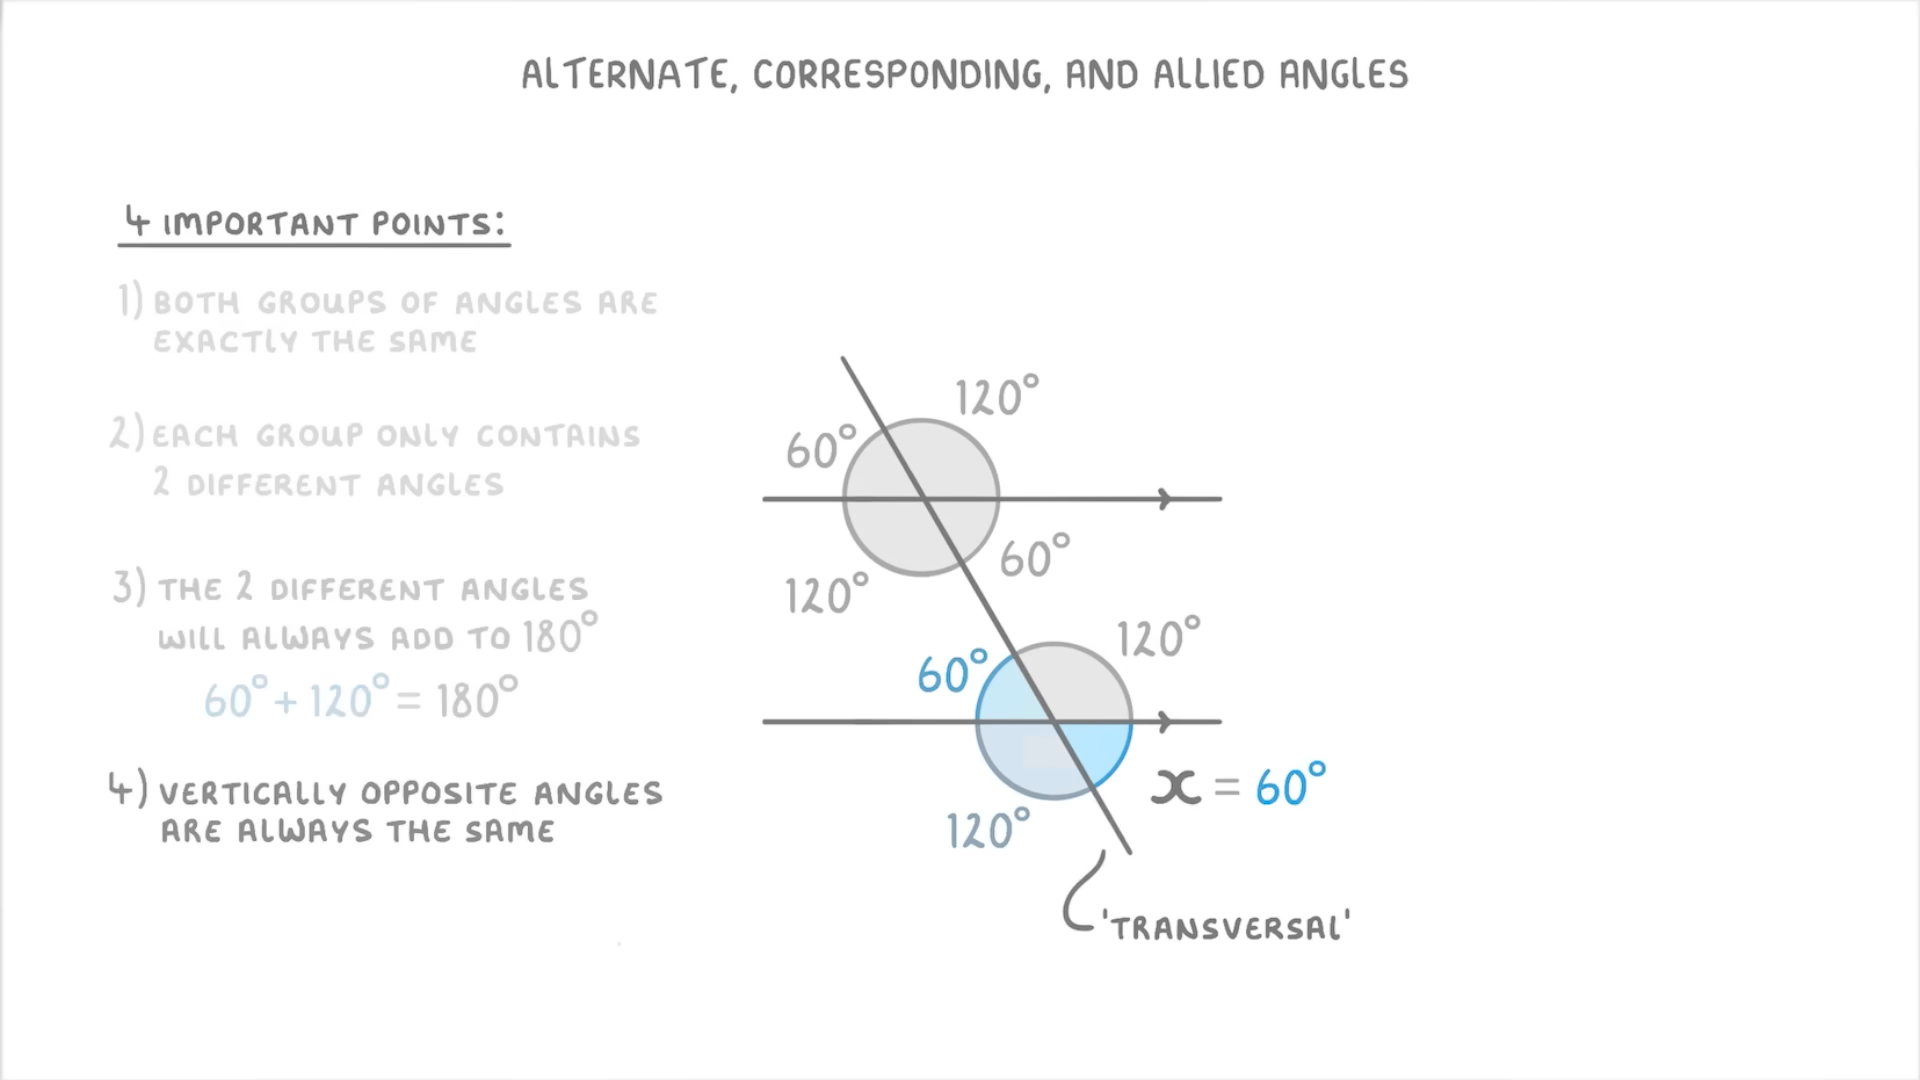 ALTERNATE, CORRESPONDING, AND ALLIED ANGLES
4 IMPORTANT POINTS:
1) BOTH GROUPS OF ANGLES ARE
EXACTLY THE SAME
2) EACH GROUP ONLY CONTAINS
2 DIFFERENT ANGLES
3) THE 2 DIFFERENT ANGLES
WILL ALWAYS ADD TO 180°
60° + 120° = 180°
4) VERTICALLY OPPOSITE ANGLES
ARE ALWAYS THE SAME
120°
60°
60°
120°
120°
60°
x = 60°
120°
'TRANSVERSAL'